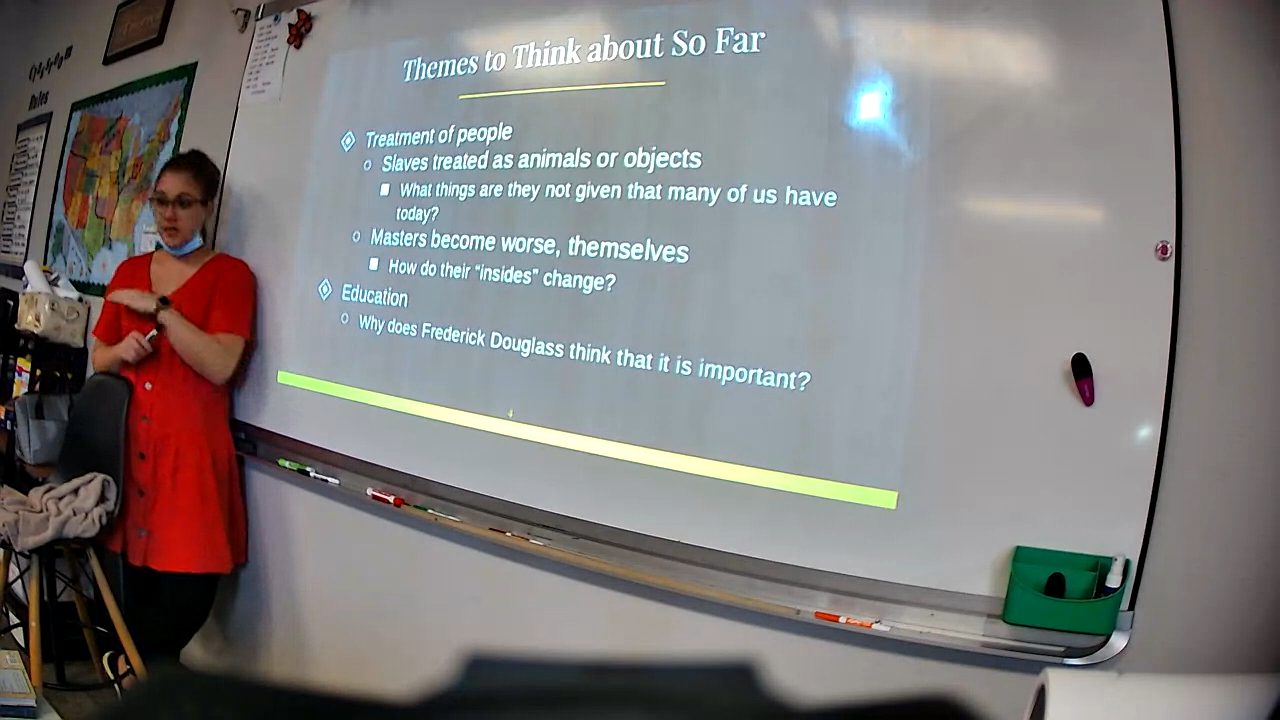 Themes to Think about So Far
Treatment of people
Slaves treated as animals or objects
What things are they not given that many of us have
today?
Masters become worse, themselves
How do their “insides” change?
Education
Why does Frederick Douglass think that it is important?
4
Rules